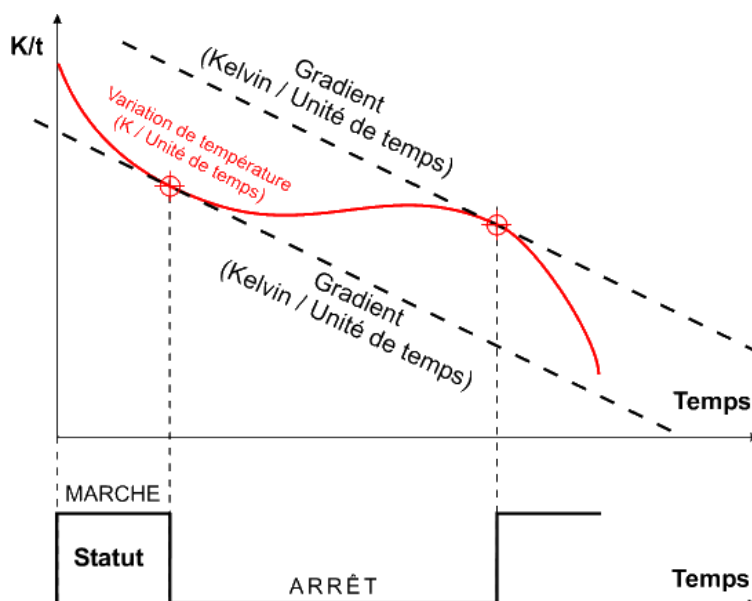 K/t
Gradient
(Kelvin / Unité de temps)
Variation de température
(K / Unité de temps)
Gradient
(Kelvin / Unité de temps)
Temps
MARCHE
Statut
ARRÊT
Temps